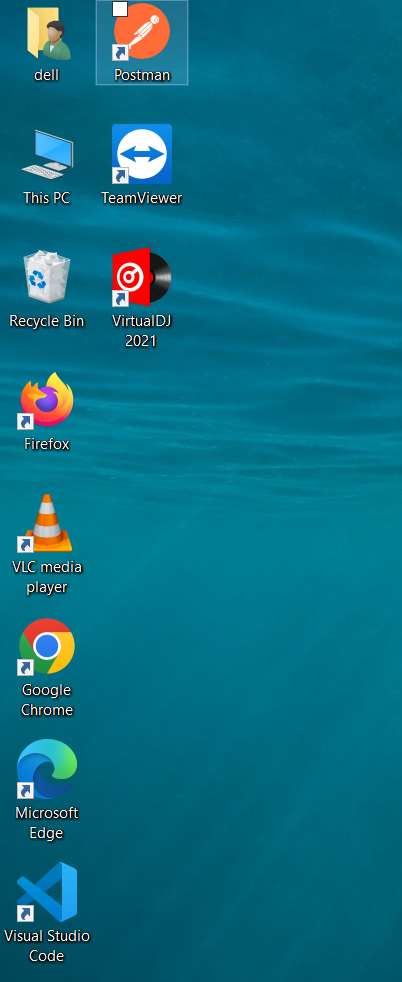 dell
This PC
Recycle Bin
Firefox
VLC media
player
Google
Chrome
Microsoft
Edge
Visual Studio
Code
Postman
TeamViewer
VirtualDJ
2021